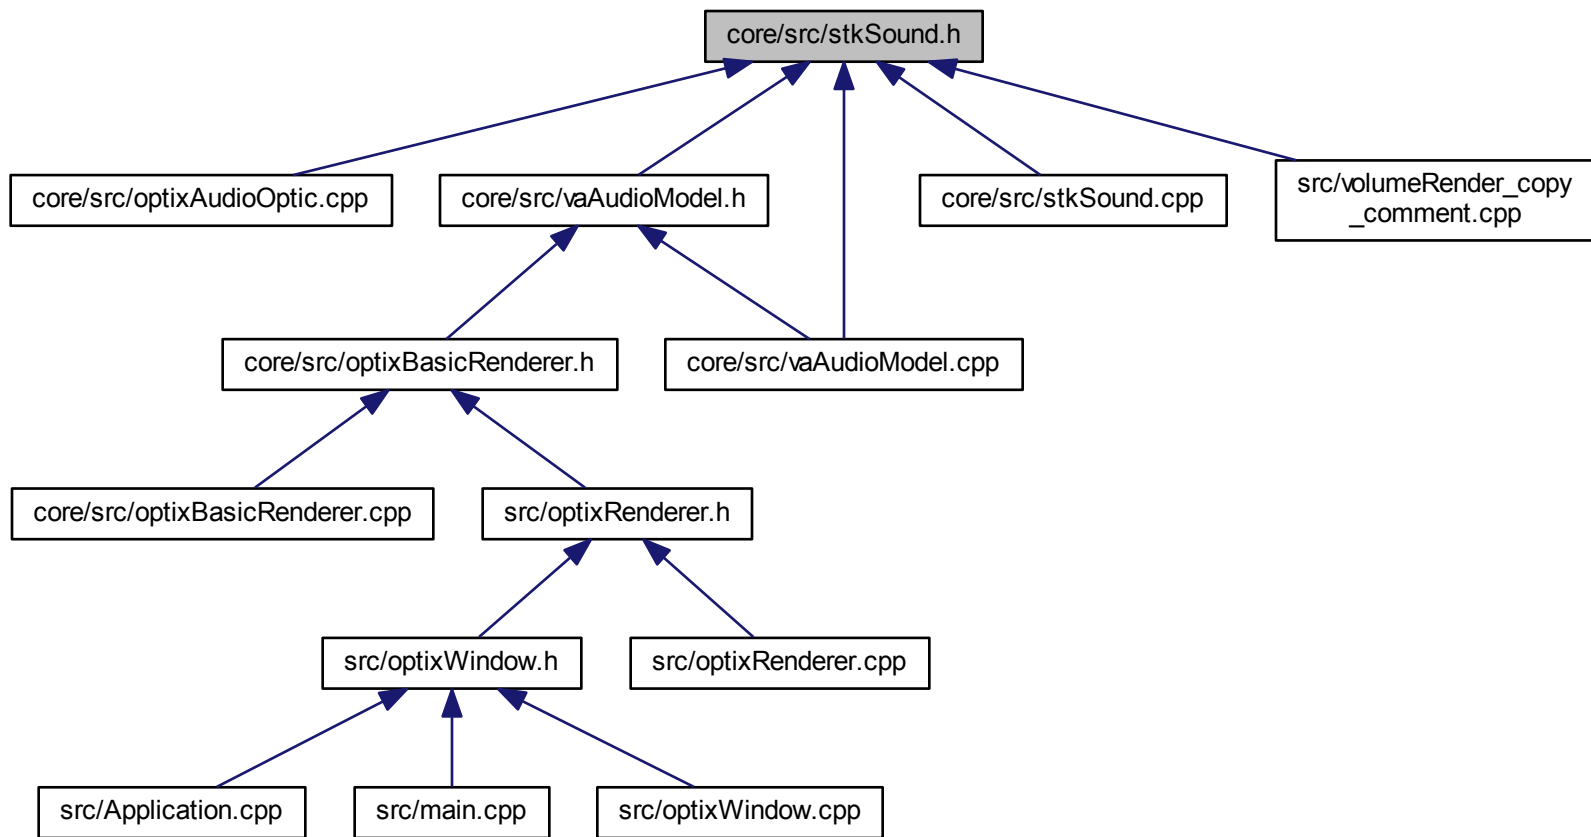 core/src/stkSound.h
core/src/optixAudioOptic.cpp
core/src/vaAudioModel.h
core/src/stkSound.cpp
src/volumeRender_copy
_comment.cpp
core/src/optixBasicRenderer.h
core/src/vaAudioModel.cpp
core/src/optixBasicRenderer.cpp
src/optixRenderer.h
src/optixWindow.h
src/optixRenderer.cpp
src/Application.cpp
src/main.cpp
src/optixWindow.cpp